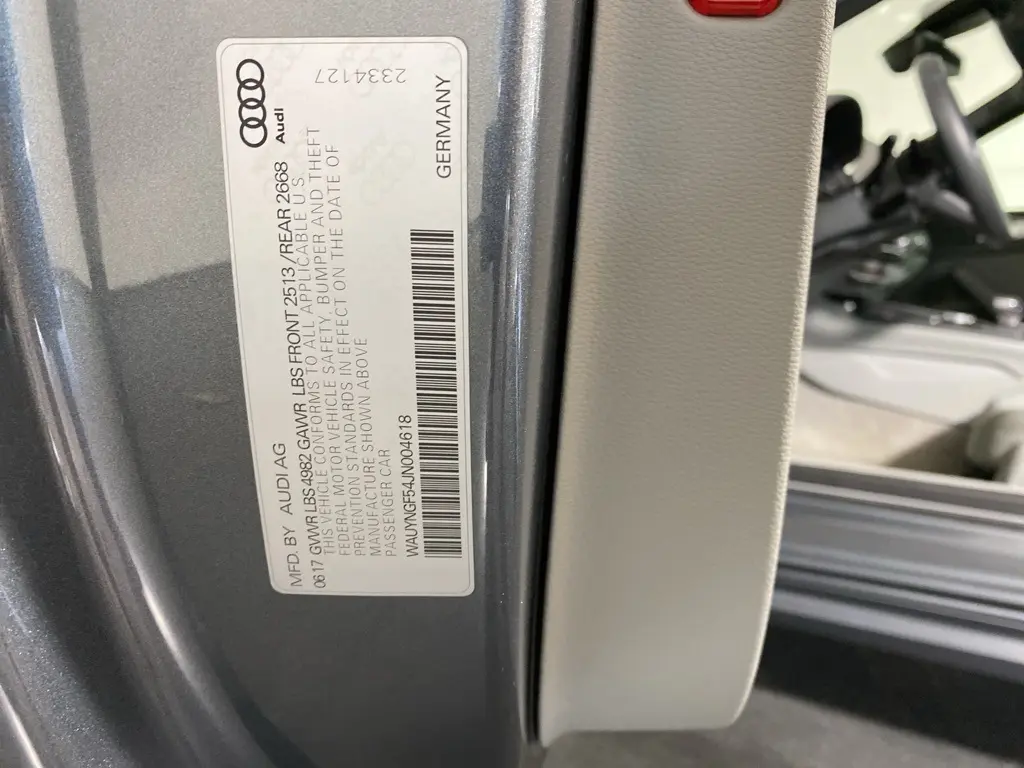 Audi
2334127
MFD. BY AUDI AG
0617 GVWR LBS 4982 GAWR LBS FRONT 2513/REAR 2668
THIS VEHICLE CONFORMS TO ALL APPLICABLE U.S.
FEDERAL MOTOR VEHICLE SAFETY, BUMPER AND THEFT
PREVENTION STANDARDS IN EFFECT ON THE DATE OF
MANUFACTURE SHOWN ABOVE
PASSENGER CAR
WAUYNGF54JN004618
GERMANY